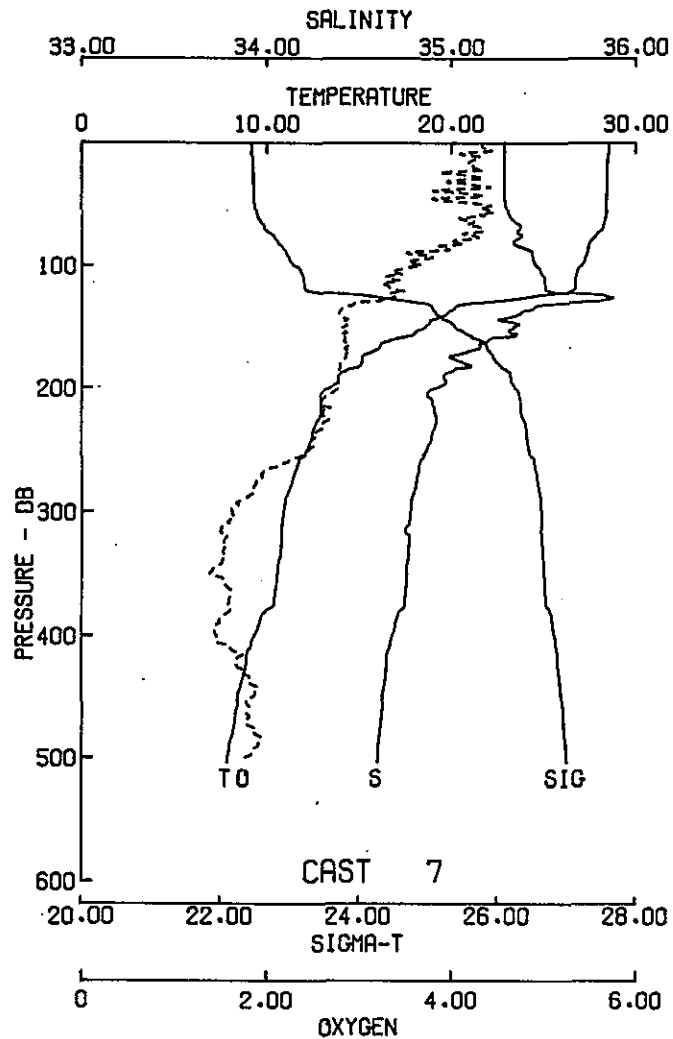 SALINITY
33.00 34.00 35.00 36.00
TEMPERATURE
0 10.00 20.00 30.00
100
200
300
400
500
600
PRESSURE - DB
TO S SIG
CAST 7
20.00 22.00 24.00 26.00 28.00
SIGMA-T
0 2.00 4.00 6.00
OXYGEN